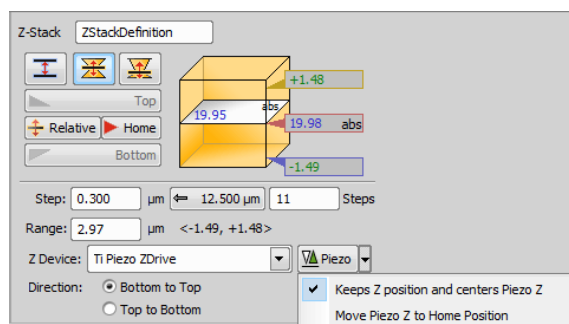 Z-Stack ZStackDefinition
+1.48
Top
19.95 abs
Relative Home 19.98 abs
Bottom
-1.49
Step: 0.300 µm 12.500 µm 11 Steps
Range: 2.97 µm <-1.49, +1.48>
Z Device: Ti Piezo ZDrive Piezo
Direction: Bottom to Top Keeps Z position and centers Piezo Z
Top to Bottom Move Piezo Z to Home Position